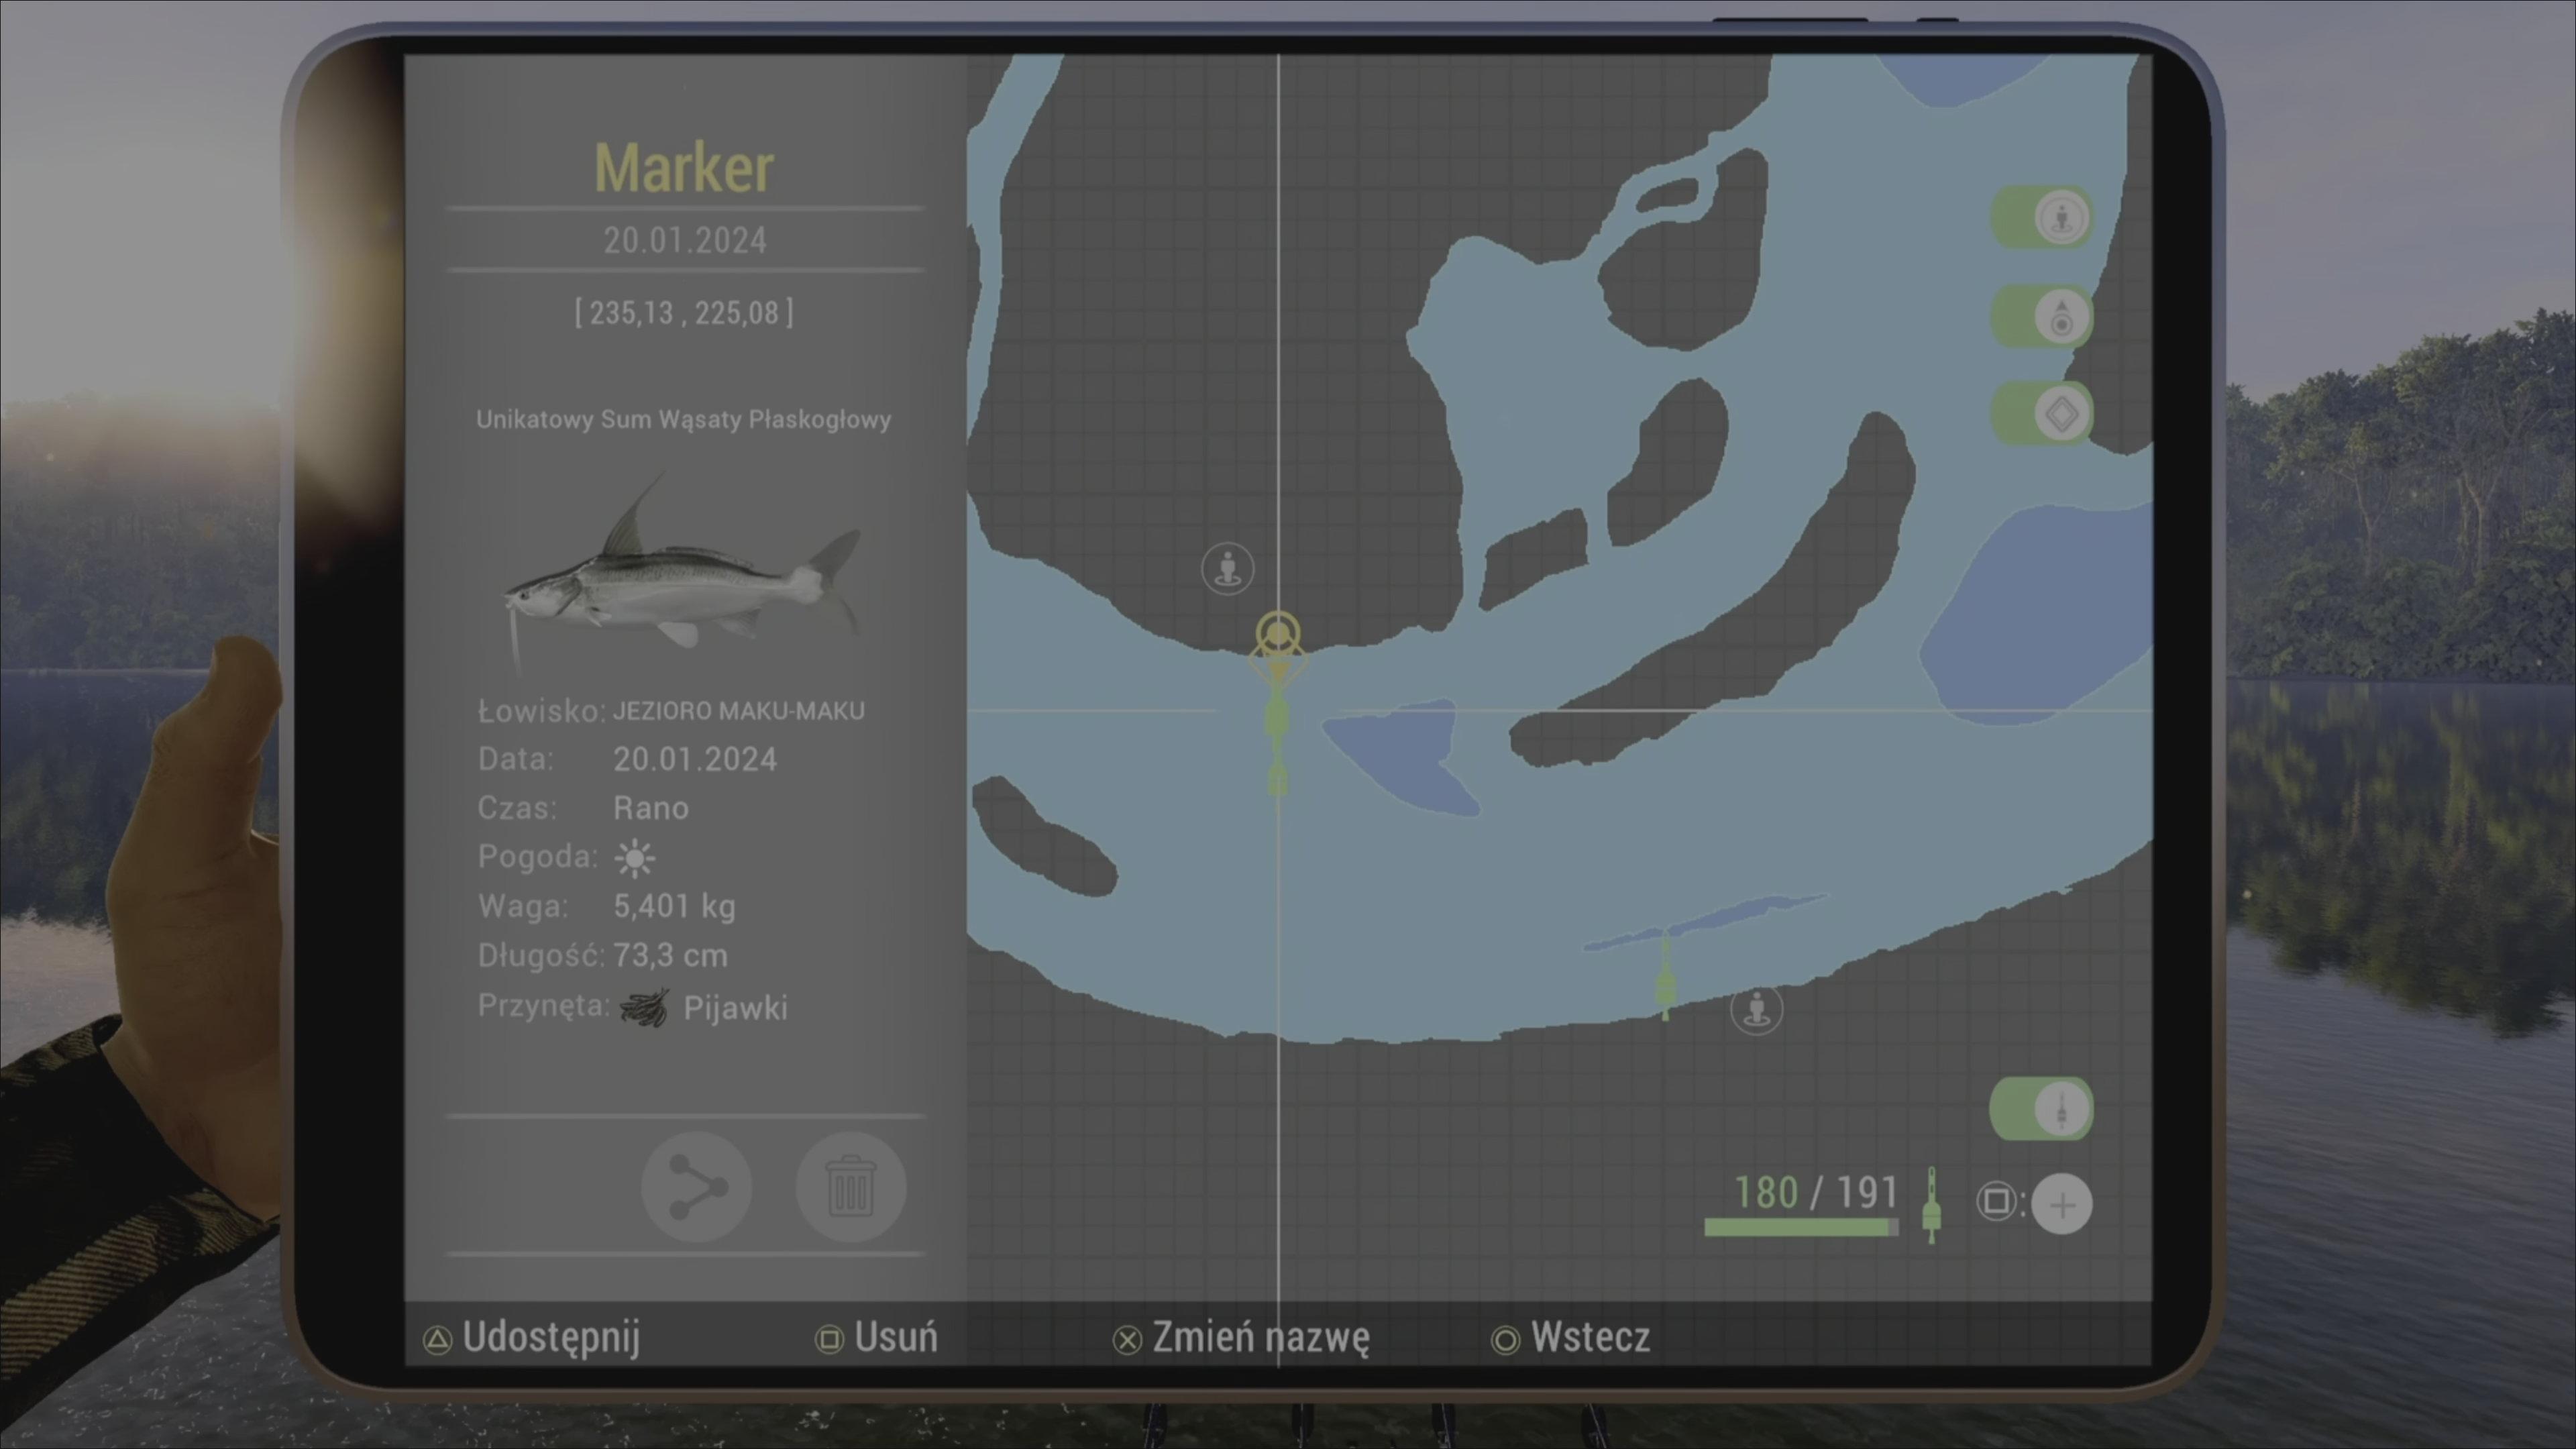 Marker
20.01.2024
[ 235,13 , 225,08 ]
Unikatowy Sum Wąsaty Płaskogłowy
Łowisko: JEZIORO MAKU-MAKU
Data: 20.01.2024
Czas: Rano
Pogoda:
Waga: 5,401 kg
Długość: 73,3 cm
Przynęta: Pijawki
180 / 191
Udostępnij Usuń Zmień nazwę Wstecz